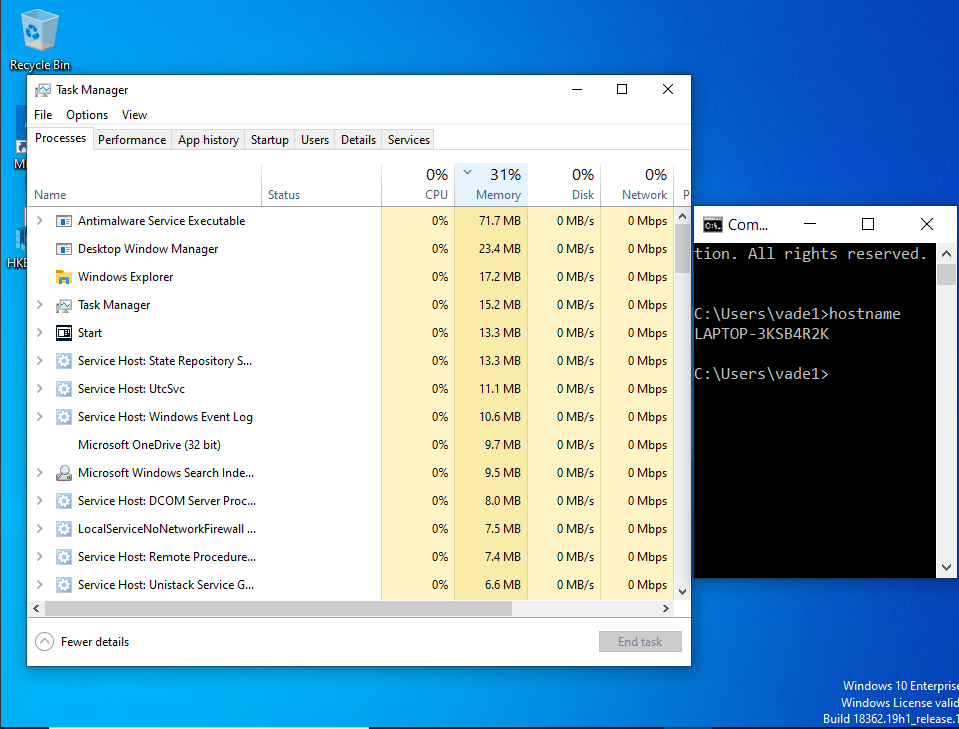 Recycle Bin
Task Manager
File Options View
Processes Performance App history Startup Users Details Services
0% 31% 0% 0%
Name Status CPU Memory Disk Network P
Antimalware Service Executable 0% 71.7 MB 0 MB/s 0 Mbps
Desktop Window Manager 0% 23.4 MB 0 MB/s 0 Mbps
Windows Explorer 0% 17.2 MB 0 MB/s 0 Mbps
Task Manager 0% 15.2 MB 0 MB/s 0 Mbps
Start 0% 13.3 MB 0 MB/s 0 Mbps
Service Host: State Repository S... 0% 13.3 MB 0 MB/s 0 Mbps
Service Host: UtcSvc 0% 11.1 MB 0 MB/s 0 Mbps
Service Host: Windows Event Log 0% 10.6 MB 0 MB/s 0 Mbps
Microsoft OneDrive (32 bit) 0% 9.7 MB 0 MB/s 0 Mbps
Microsoft Windows Search Inde... 0% 9.5 MB 0 MB/s 0 Mbps
Service Host: DCOM Server Proc... 0% 8.0 MB 0 MB/s 0 Mbps
LocalServiceNoNetworkFirewall ... 0% 7.5 MB 0 MB/s 0 Mbps
Service Host: Remote Procedure... 0% 7.4 MB 0 MB/s 0 Mbps
Service Host: Unistack Service G... 0% 6.6 MB 0 MB/s 0 Mbps
Fewer details End task
Com...
tion. All rights reserved.
C:\Users\vade1>hostname
LAPTOP-3KSB4R2K
C:\Users\vade1>
Windows 10 Enterprise
Windows License valid
Build 18362.19h1_release.1